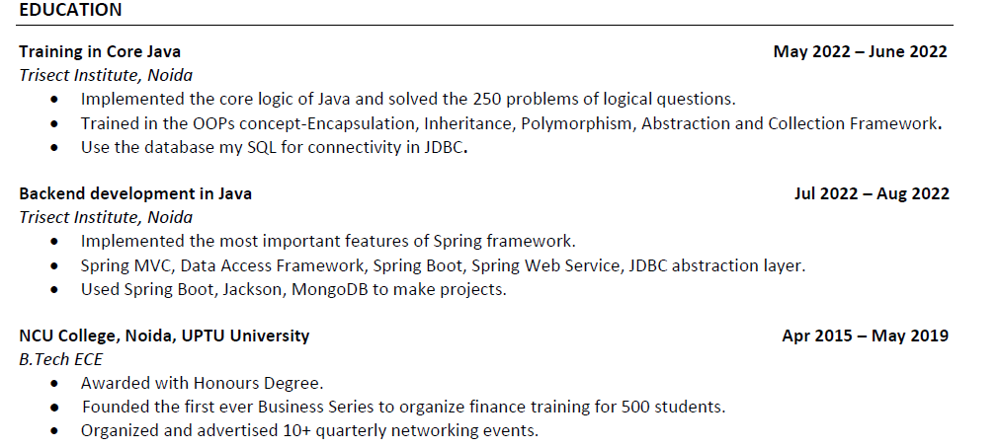 EDUCATION
Training in Core Java May 2022 – June 2022
Trisect Institute, Noida
• Implemented the core logic of Java and solved the 250 problems of logical questions.
• Trained in the OOPs concept-Encapsulation, Inheritance, Polymorphism, Abstraction and Collection Framework.
• Use the database my SQL for connectivity in JDBC.
Backend development in Java Jul 2022 – Aug 2022
Trisect Institute, Noida
• Implemented the most important features of Spring framework.
• Spring MVC, Data Access Framework, Spring Boot, Spring Web Service, JDBC abstraction layer.
• Used Spring Boot, Jackson, MongoDB to make projects.
NCU College, Noida, UPTU University Apr 2015 – May 2019
B.Tech ECE
• Awarded with Honours Degree.
• Founded the first ever Business Series to organize finance training for 500 students.
• Organized and advertised 10+ quarterly networking events.